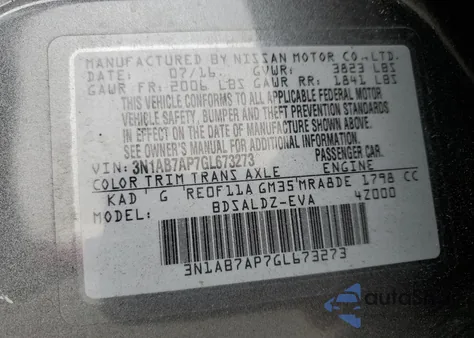 MANUFACTURED BY NISSAN MOTOR CO.,LTD.
DATE: 07/16 GVWR: 3823 LBS
GAWR FR: 2006 LBS GAWR RR: 1841 LBS
THIS VEHICLE CONFORMS TO ALL APPLICABLE FEDERAL MOTOR
VEHICLE SAFETY, BUMPER, AND THEFT PREVENTION STANDARDS
IN EFFECT ON THE DATE OF MANUFACTURE SHOWN ABOVE.
SEE OWNER'S MANUAL FOR ADDITIONAL INFORMATION.
VIN: 3N1AB7AP7GL673273 PASSENGER CAR.
COLOR TRIM TRANS AXLE ENGINE
KAD G RE0F11A GM35 MRA8DE 1798 CC
MODEL: BDSALDZ-EVA 42000
3N1AB7AP7GL673273